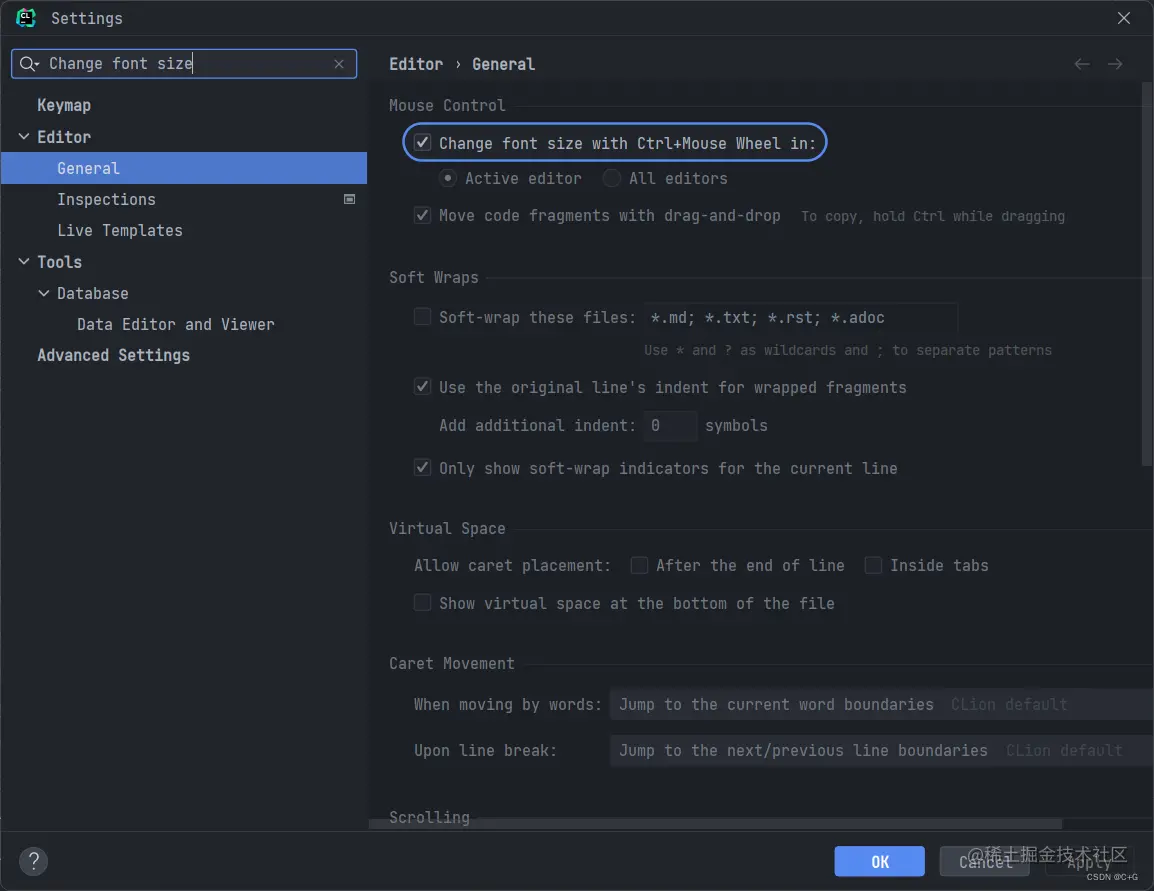 CL
Settings
Change font size
Keymap
Editor
General
Inspections
Live Templates
Tools
Database
Data Editor and Viewer
Advanced Settings
Editor › General
Mouse Control
Change font size with Ctrl+Mouse Wheel in:
Active editor All editors
Move code fragments with drag-and-drop To copy, hold Ctrl while dragging
Soft Wraps
Soft-wrap these files: *.md; *.txt; *.rst; *.adoc
Use * and ? as wildcards and ; to separate patterns
Use the original line's indent for wrapped fragments
Add additional indent: 0 symbols
Only show soft-wrap indicators for the current line
Virtual Space
Allow caret placement: After the end of line Inside tabs
Show virtual space at the bottom of the file
Caret Movement
When moving by words: Jump to the current word boundaries CLion default
Upon line break: Jump to the next/previous line boundaries CLion default
Scrolling
? OK Cancel Apply
@稀土掘金技术社区
CSDN @C+G